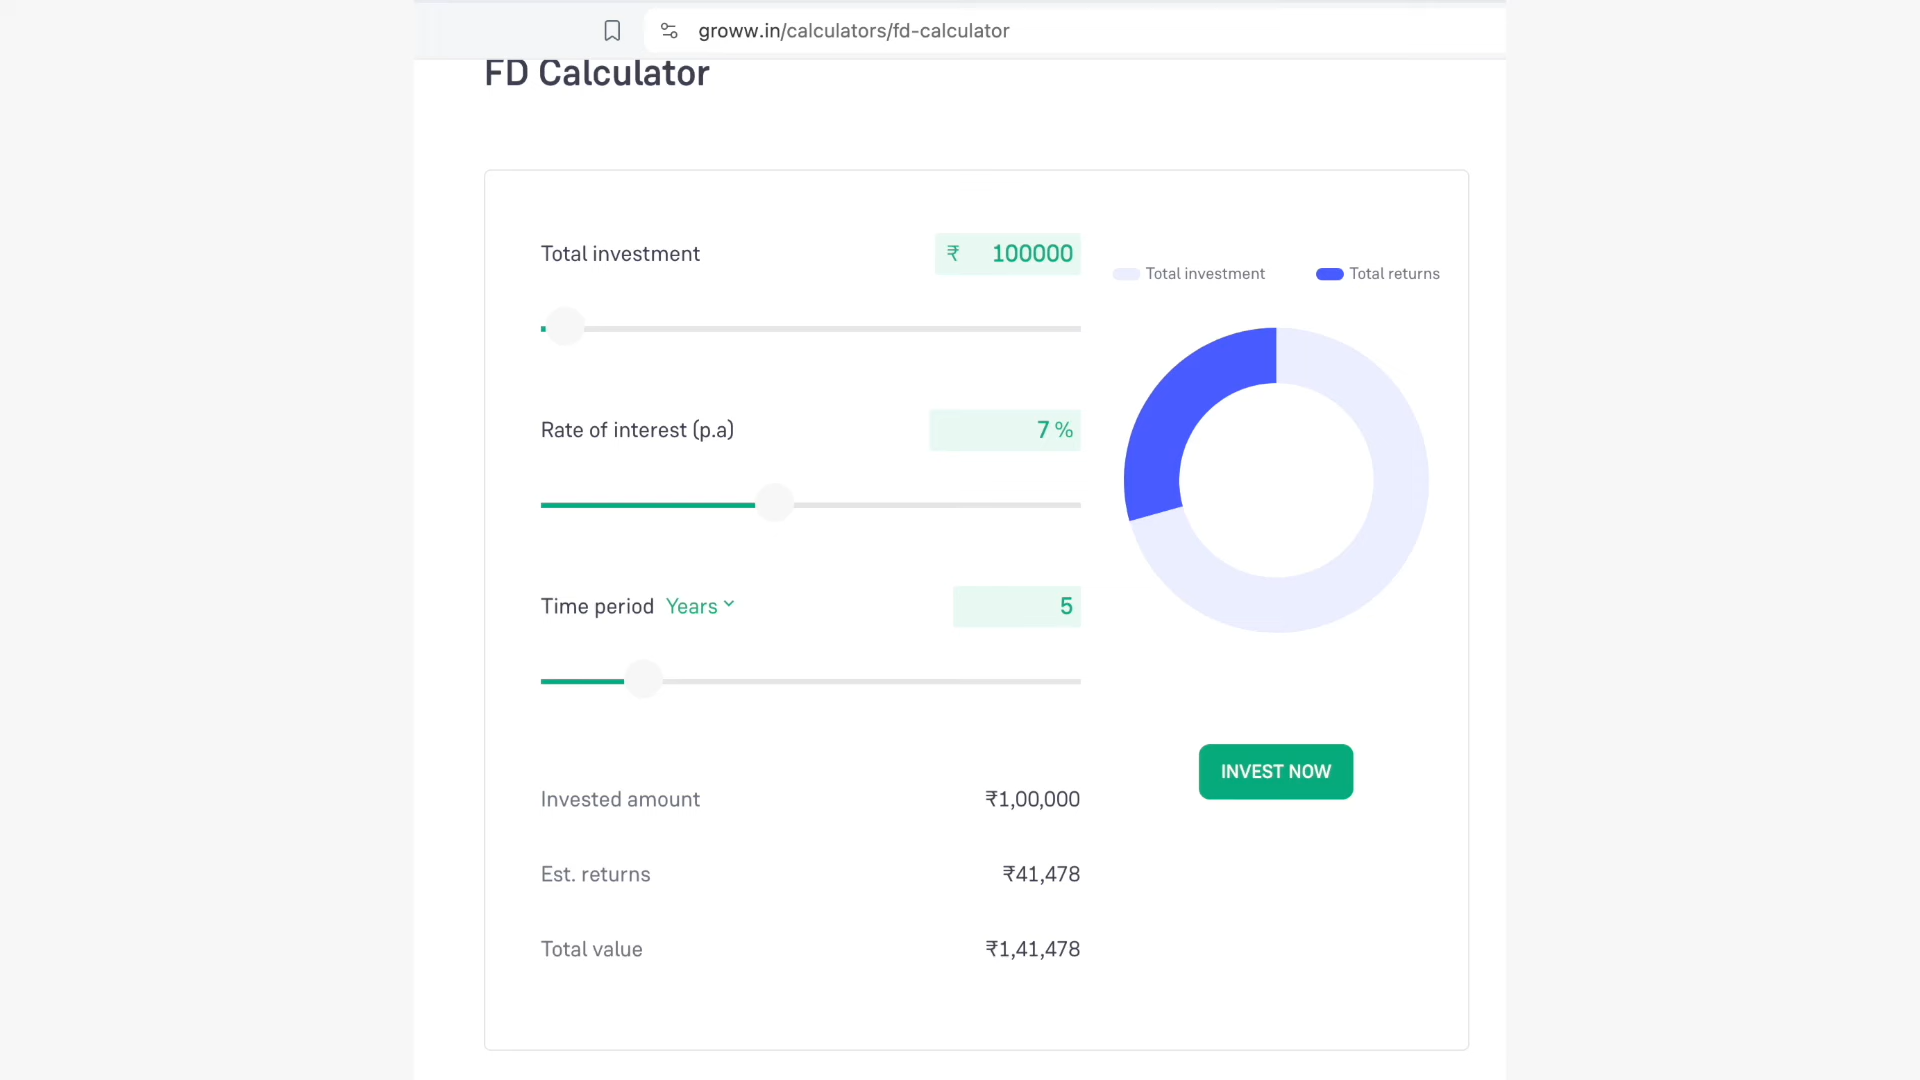 groww.in/calculators/fd-calculator
FD Calculator
Total investment ₹ 100000
Rate of interest (p.a) 7 %
Time period Years 5
Invested amount ₹1,00,000
Est. returns ₹41,478
Total value ₹1,41,478
Total investment Total returns
INVEST NOW